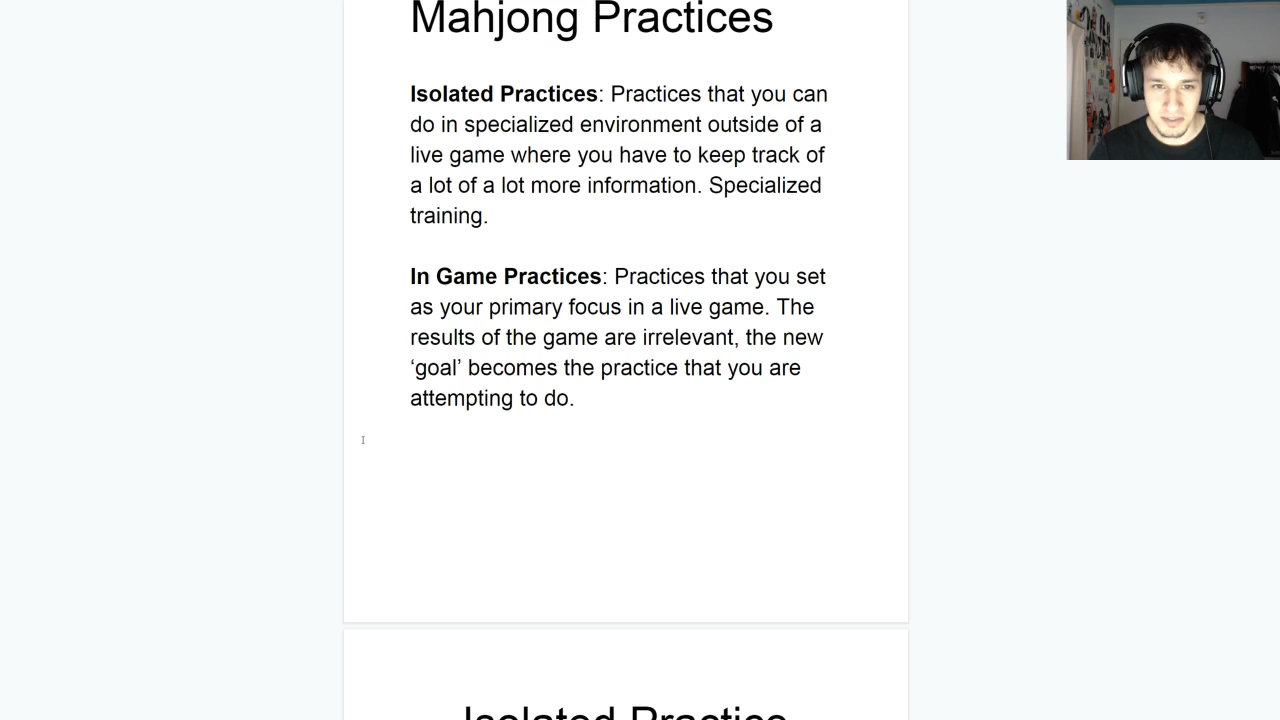 Mahjong Practices
Isolated Practices: Practices that you can
do in specialized environment outside of a
live game where you have to keep track of
a lot of a lot more information. Specialized
training.
In Game Practices: Practices that you set
as your primary focus in a live game. The
results of the game are irrelevant, the new
‘goal’ becomes the practice that you are
attempting to do.
Isolated Practice